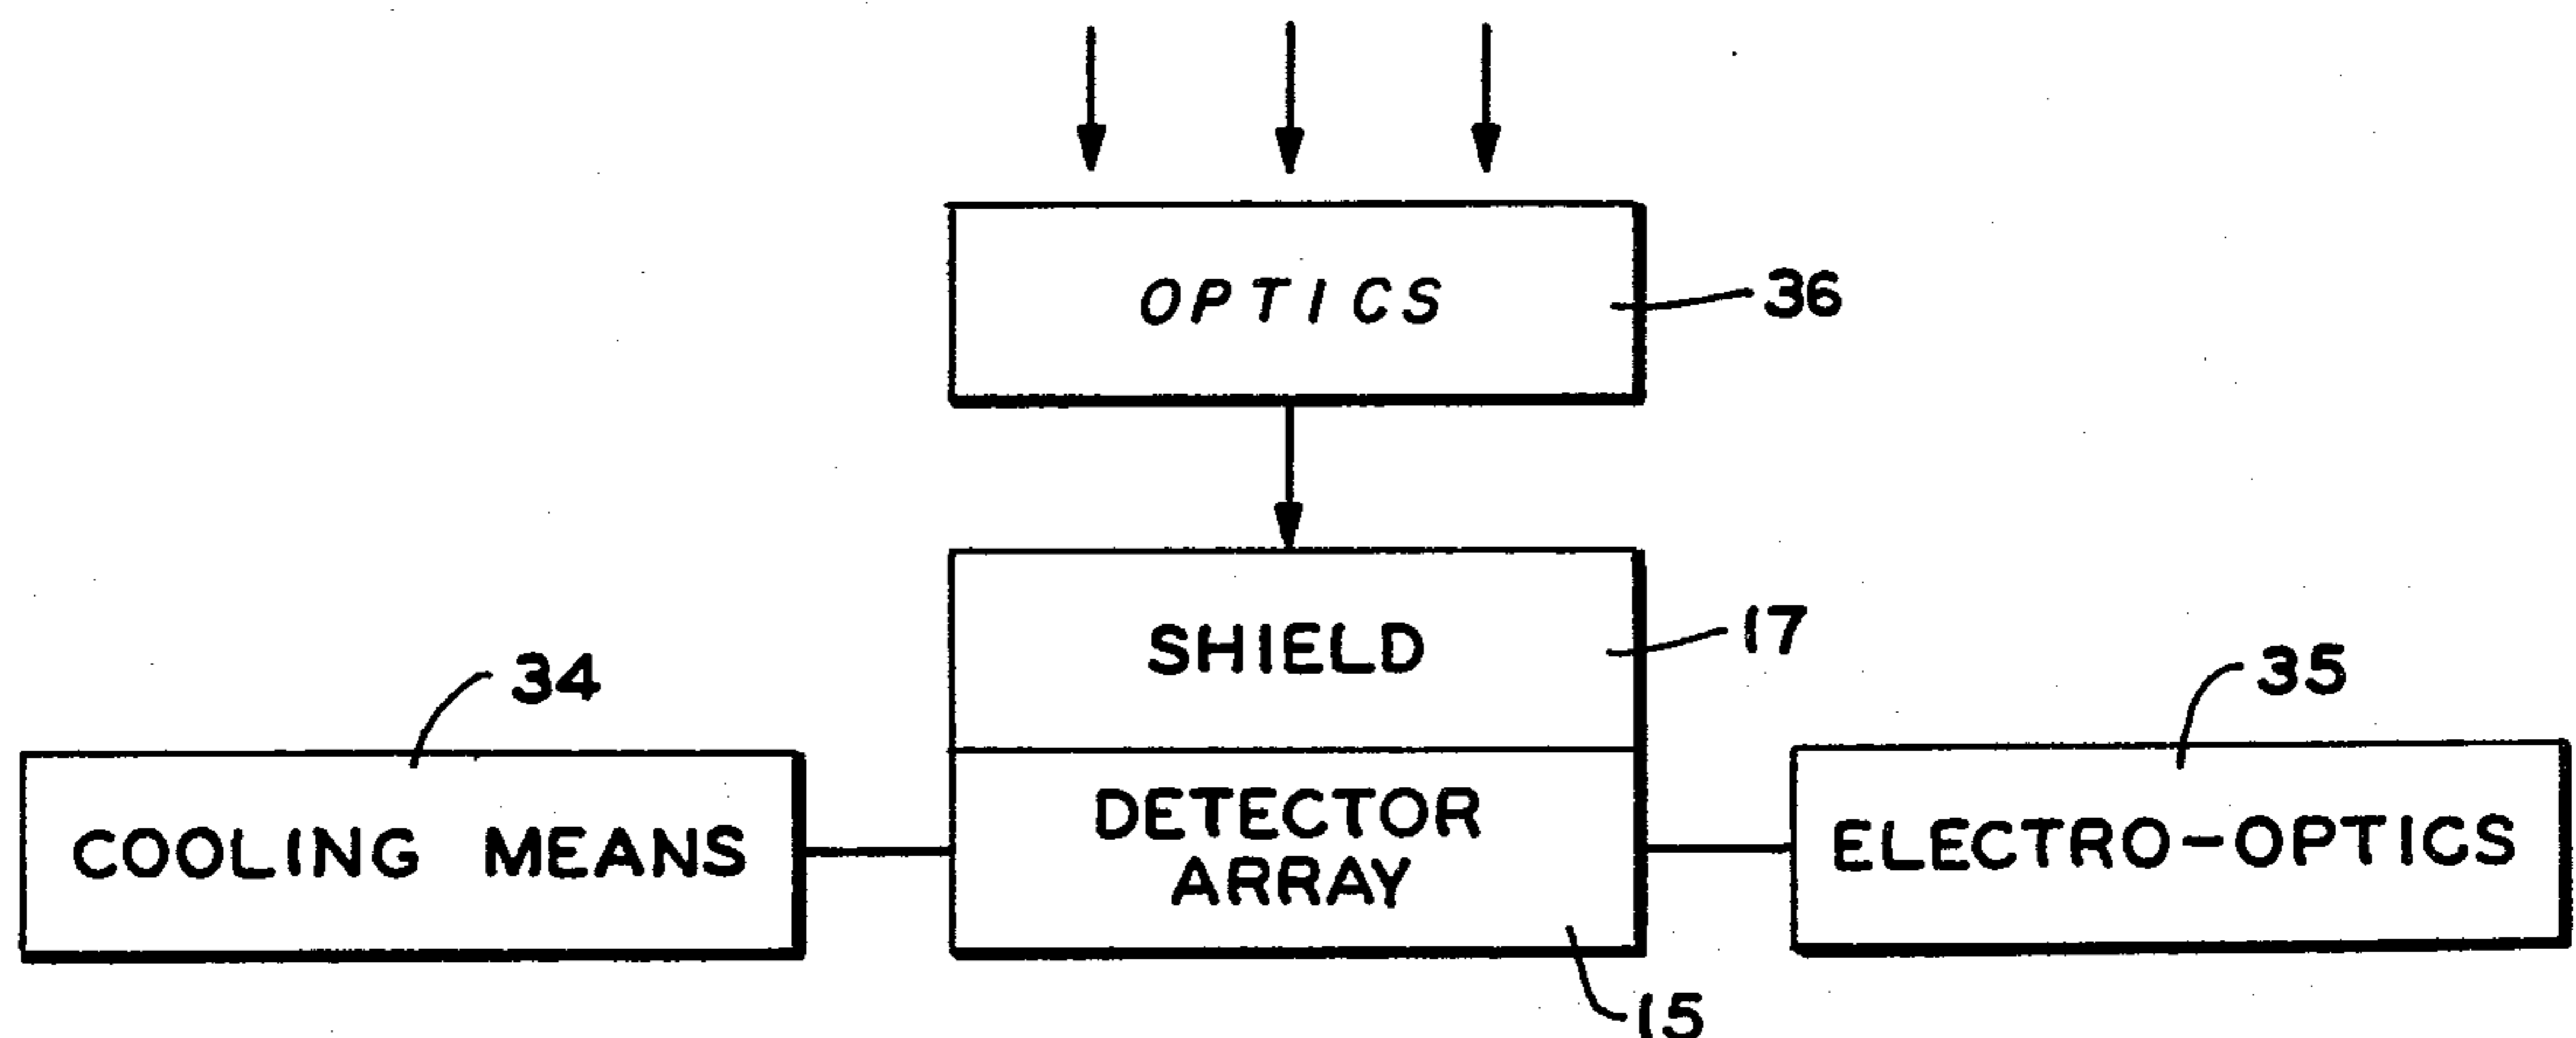 OPTICS
36
SHIELD
17
34
35
COOLING MEANS
DETECTOR
ARRAY
ELECTRO-OPTICS
15